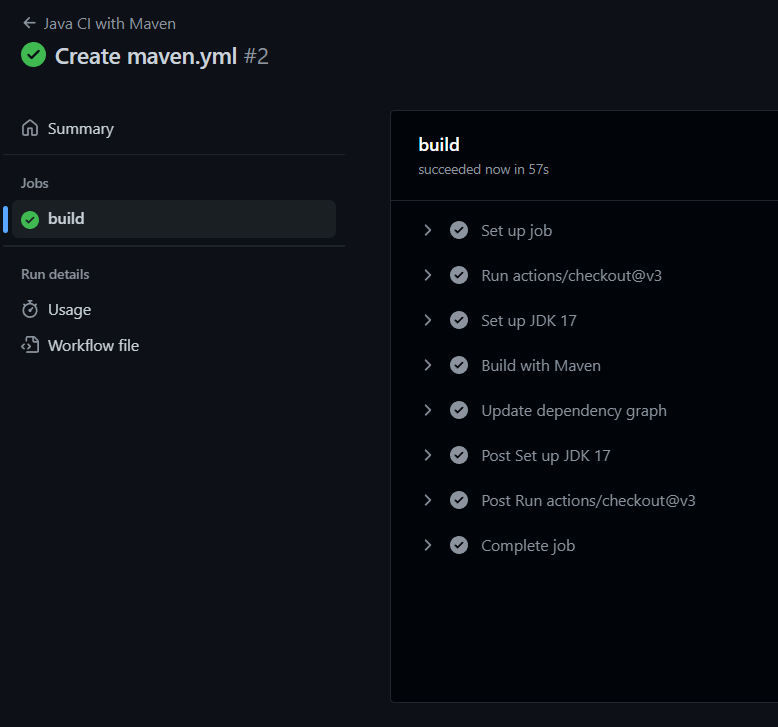 Java CI with Maven
Create maven.yml #2
Summary
Jobs
build
Run details
Usage
Workflow file
build
succeeded now in 57s
Set up job
Run actions/checkout@v3
Set up JDK 17
Build with Maven
Update dependency graph
Post Set up JDK 17
Post Run actions/checkout@v3
Complete job